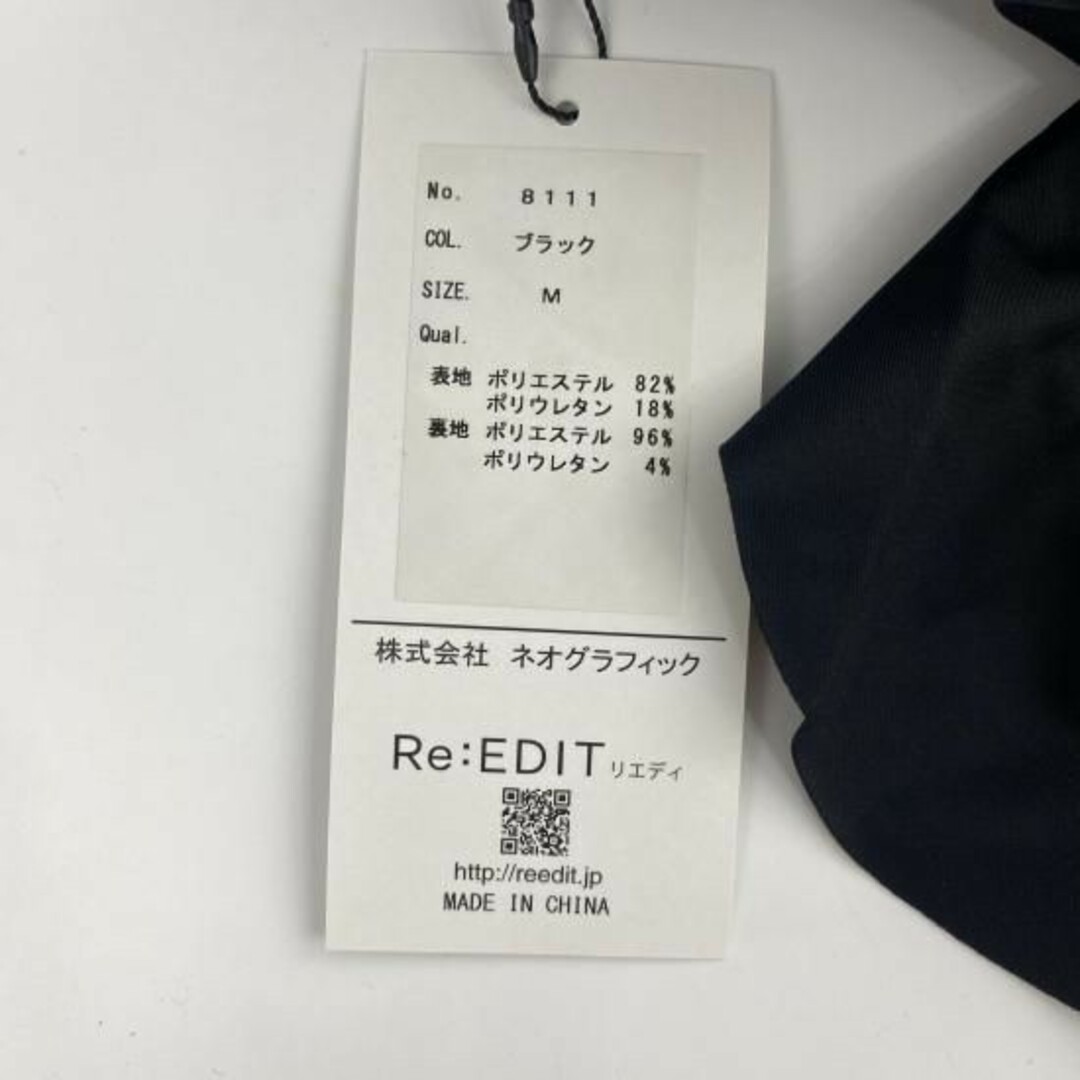 No. 8111
COL. ブラック
SIZE. M
Qual.
表地 ポリエステル 82%
ポリウレタン 18%
裏地 ポリエステル 96%
ポリウレタン 4%
株式会社 ネオグラフィック
Re:EDIT リエディ
http://reedit.jp
MADE IN CHINA